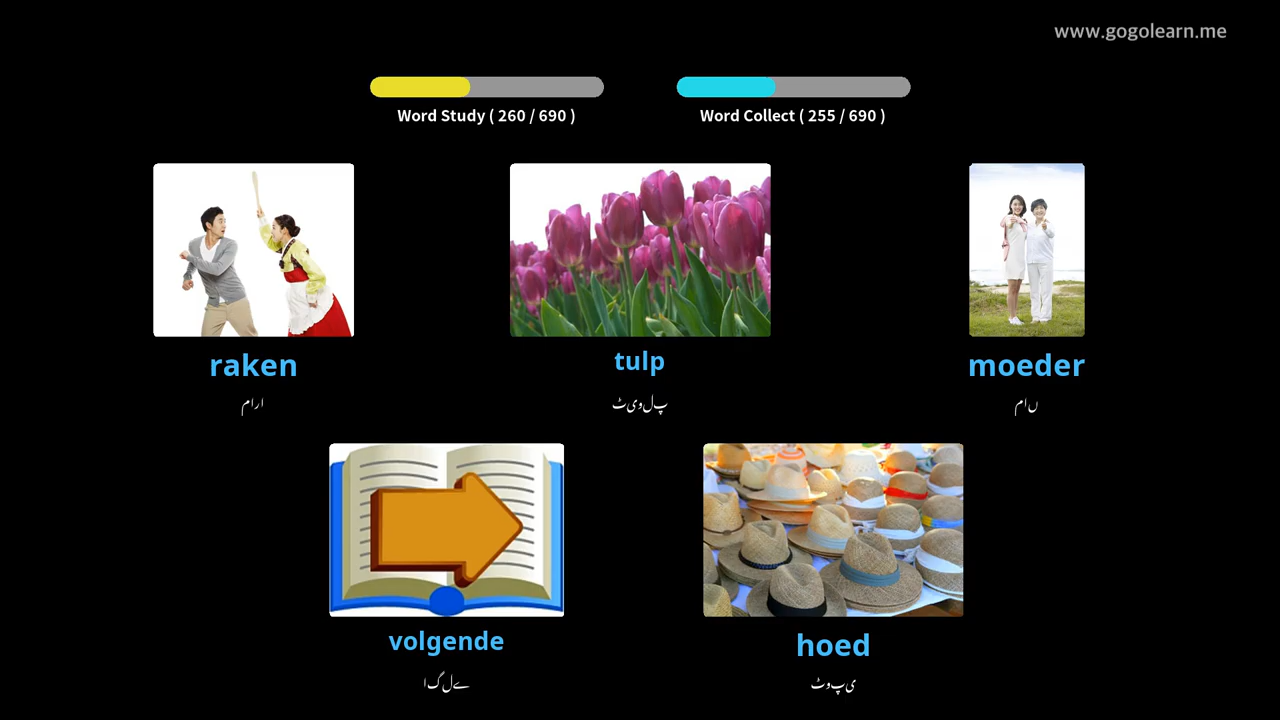 www.gogolearn.me
Word Study ( 260 / 690 )
Word Collect ( 255 / 690 )
raken
tulp
moeder
مارا
ٹیولپ
ماں
volgende
hoed
اگلے
ٹوپی